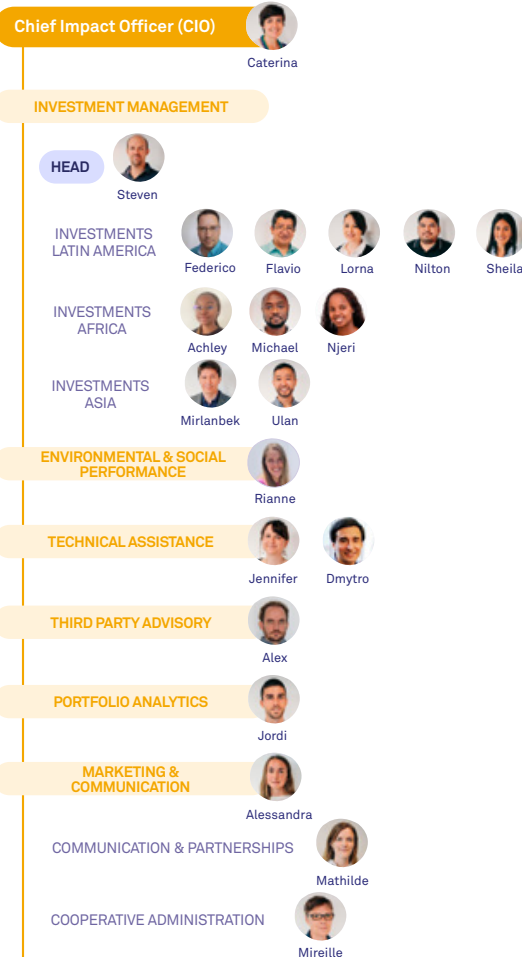 Chief Impact Officer (CIO)
Caterina
INVESTMENT MANAGEMENT
HEAD
Steven
INVESTMENTS
LATIN AMERICA
Federico
Flavio
Lorna
Nilton
Sheila
INVESTMENTS
AFRICA
Achley
Michael
Njeri
INVESTMENTS
ASIA
Mirlanbek
Ulan
ENVIRONMENTAL & SOCIAL
PERFORMANCE
Rianne
TECHNICAL ASSISTANCE
Jennifer
Dmytro
THIRD PARTY ADVISORY
Alex
PORTFOLIO ANALYTICS
Jordi
MARKETING &
COMMUNICATION
Alessandra
COMMUNICATION & PARTNERSHIPS
Mathilde
COOPERATIVE ADMINISTRATION
Mireille